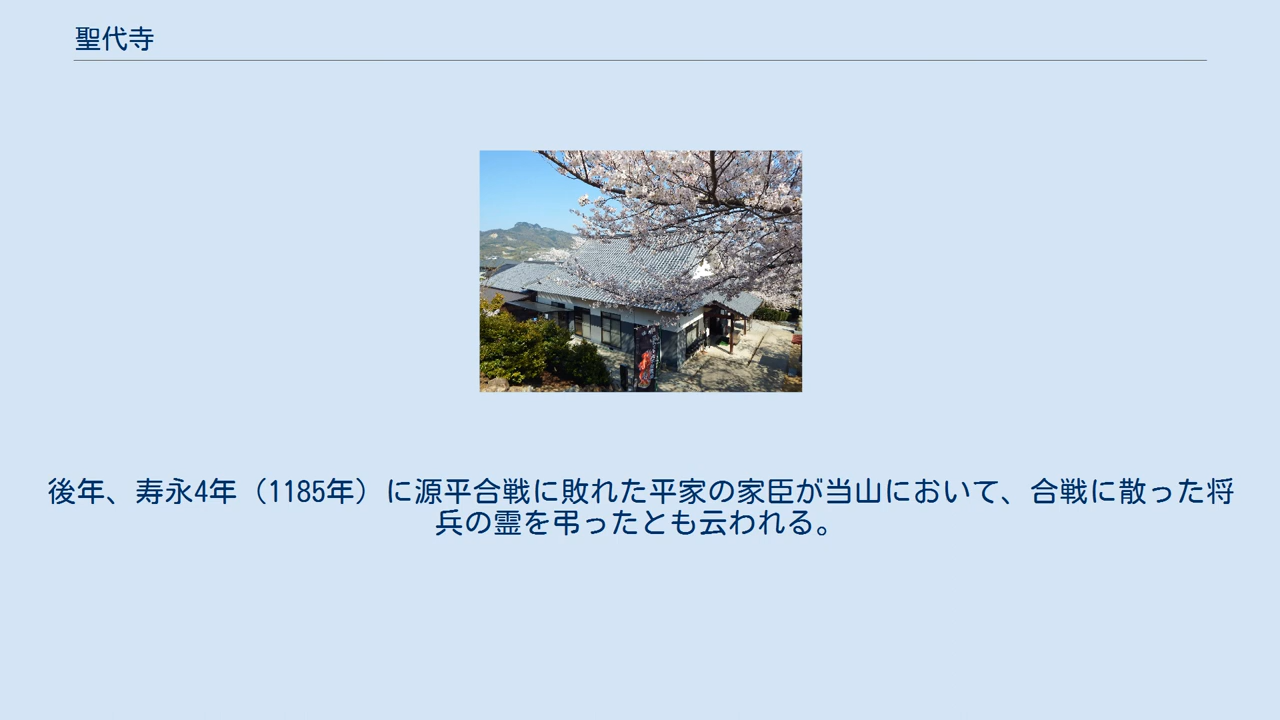 聖代寺
後年、寿永4年（1185年）に源平合戦に敗れた平家の家臣が当山において、合戦に散った将
兵の霊を弔ったとも云われる。